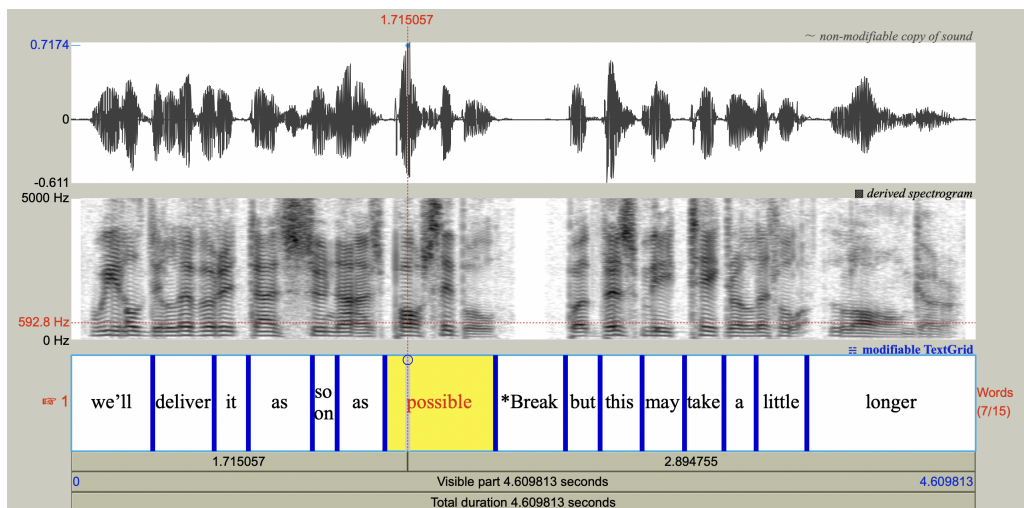 1.715057
0.7174
~ non-modifiable copy of sound
0
-0.611
5000 Hz
derived spectrogram
592.8 Hz
0 Hz
modifiable TextGrid
☞ 1 we’ll deliver it as so on as possible *Break but this may take a little longer Words (7/15)
1.715057 2.894755
0 Visible part 4.609813 seconds 4.609813
Total duration 4.609813 seconds